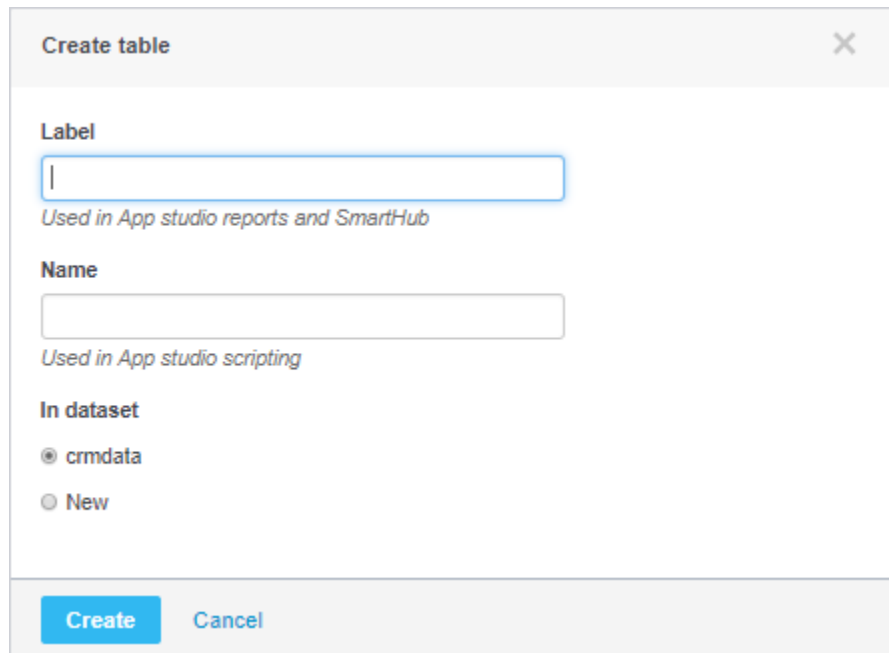 Create table
Label
Used in App studio reports and SmartHub
Name
Used in App studio scripting
In dataset
crmdata
New
Create Cancel